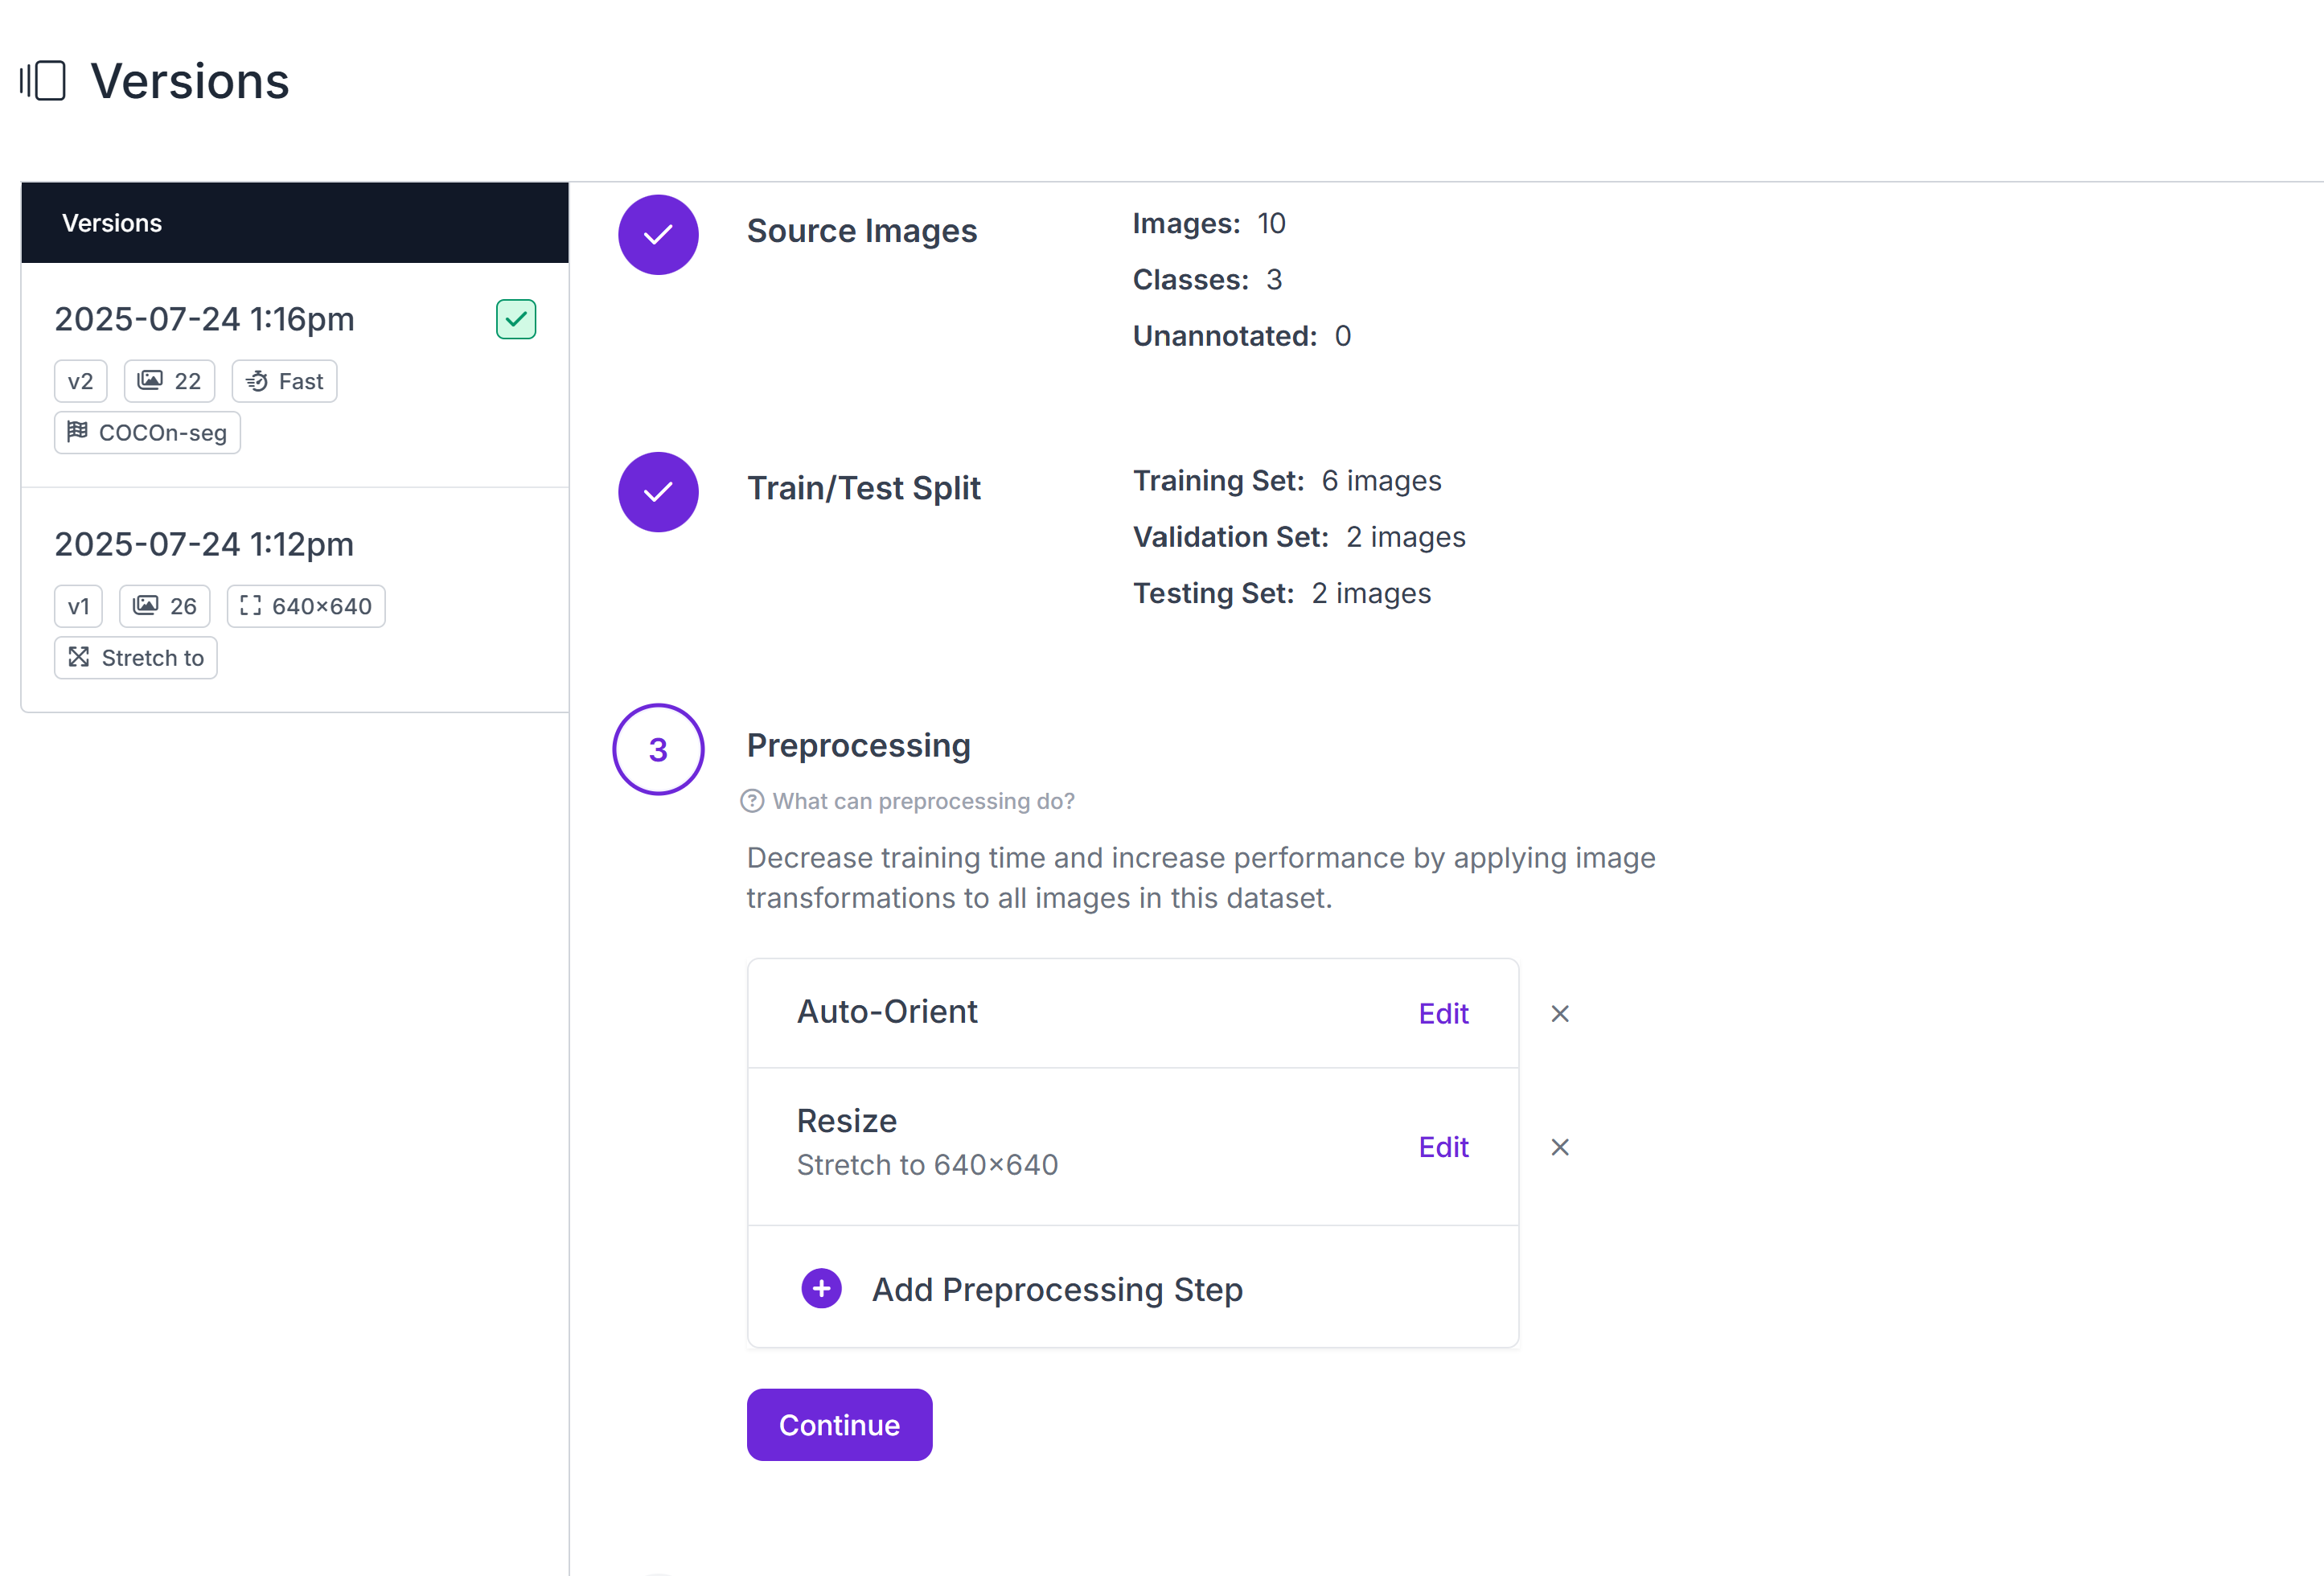 Versions
Versions
2025-07-24 1:16pm
v2 22 Fast
COCOn-seg
2025-07-24 1:12pm
v1 26 640×640
Stretch to
Source Images
Images: 10
Classes: 3
Unannotated: 0
Train/Test Split
Training Set: 6 images
Validation Set: 2 images
Testing Set: 2 images
3 Preprocessing
What can preprocessing do?
Decrease training time and increase performance by applying image
transformations to all images in this dataset.
Auto-Orient Edit
Resize
Stretch to 640×640
Edit
Add Preprocessing Step
Continue